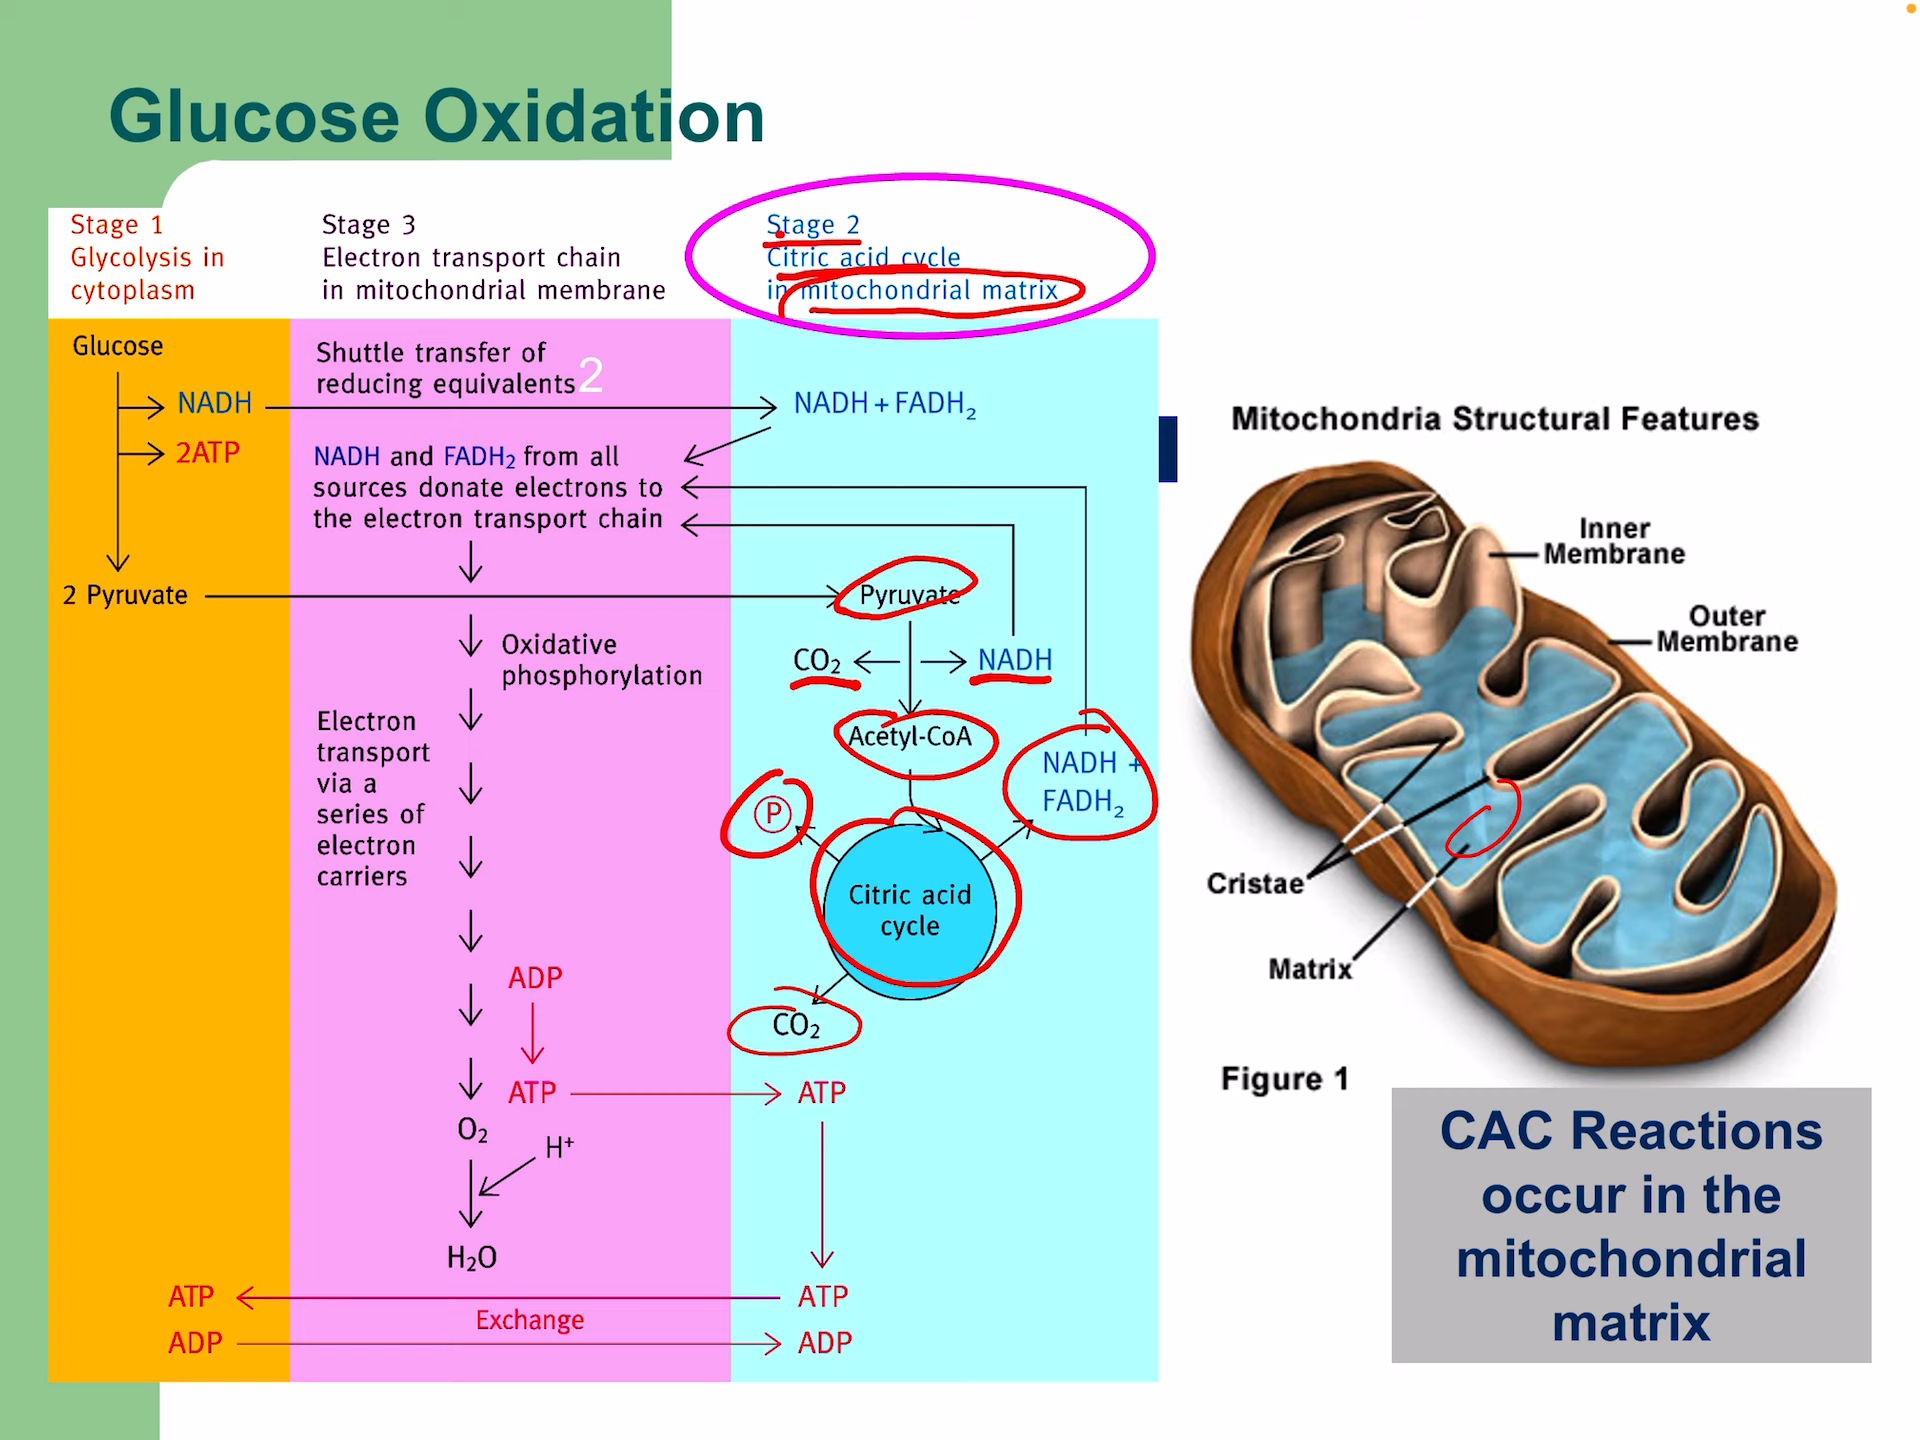 Glucose Oxidation
Stage 1
Glycolysis in
cytoplasm
Stage 3
Electron transport chain
in mitochondrial membrane
Stage 2
Citric acid cycle
in mitochondrial matrix
Glucose
NADH
2ATP
2 Pyruvate
Shuttle transfer of
reducing equivalents
2
NADH + FADH₂
NADH and FADH₂ from all
sources donate electrons to
the electron transport chain
Oxidative
phosphorylation
Electron
transport
via a
series of
electron
carriers
ADP
ATP
O₂
H⁺
H₂O
Pyruvate
CO₂
NADH
Acetyl-CoA
NADH +
FADH₂
P
Citric acid
cycle
CO₂
ATP
ATP
ATP
Exchange
ADP
ADP
Mitochondria Structural Features
Inner
Membrane
Outer
Membrane
Cristae
Matrix
Figure 1
CAC Reactions
occur in the
mitochondrial
matrix